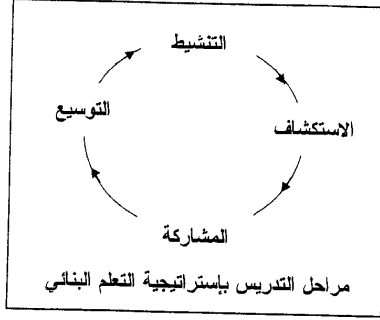 التنشيط
التوسيع
الاستكشاف
المشاركة
مراحل التدريس بإستراتيجية التعلم البنائي